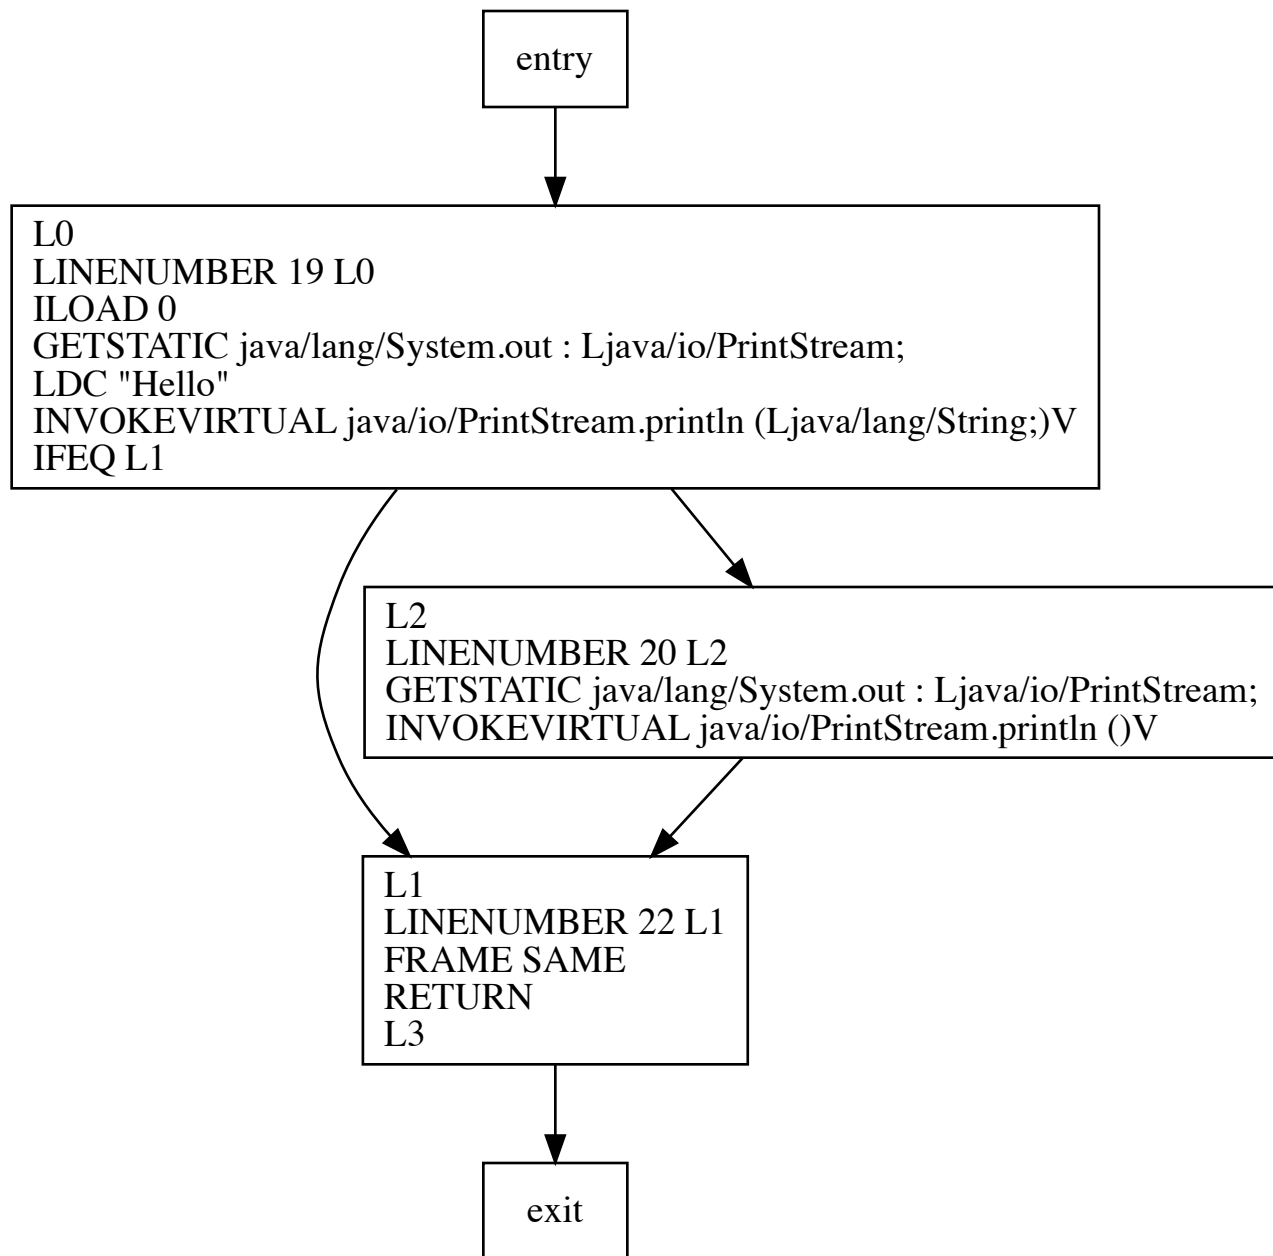 entry
L0
LINENUMBER 19 L0
ILOAD 0
GETSTATIC java/lang/System.out : Ljava/io/PrintStream;
LDC "Hello"
INVOKEVIRTUAL java/io/PrintStream.println (Ljava/lang/String;)V
IFEQ L1
L2
LINENUMBER 20 L2
GETSTATIC java/lang/System.out : Ljava/io/PrintStream;
INVOKEVIRTUAL java/io/PrintStream.println ()V
L1
LINENUMBER 22 L1
FRAME SAME
RETURN
L3
exit